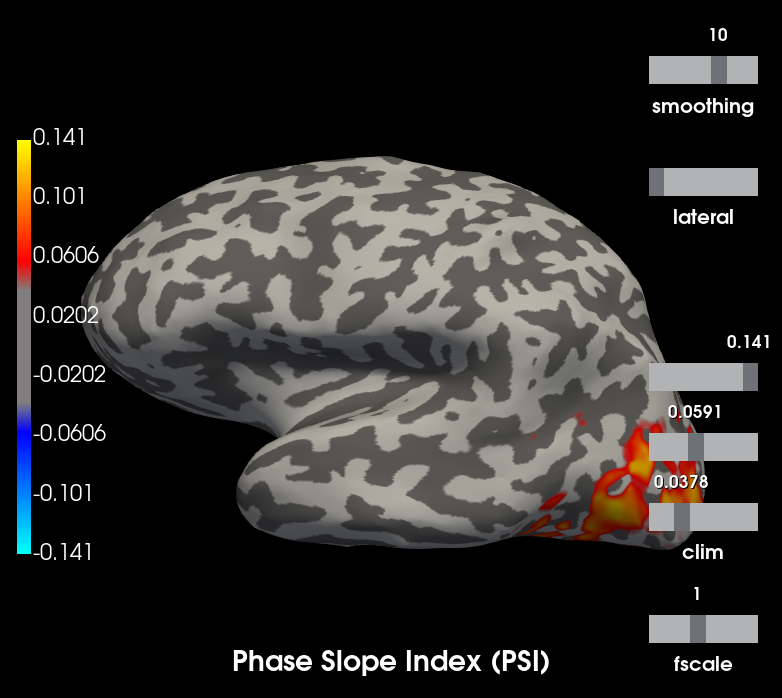 10
smoothing
lateral
0.141
0.101
0.0606
0.0202
-0.0202
-0.0606
-0.101
-0.141
0.141
0.0591
0.0378
clim
1
fscale
Phase Slope Index (PSI)